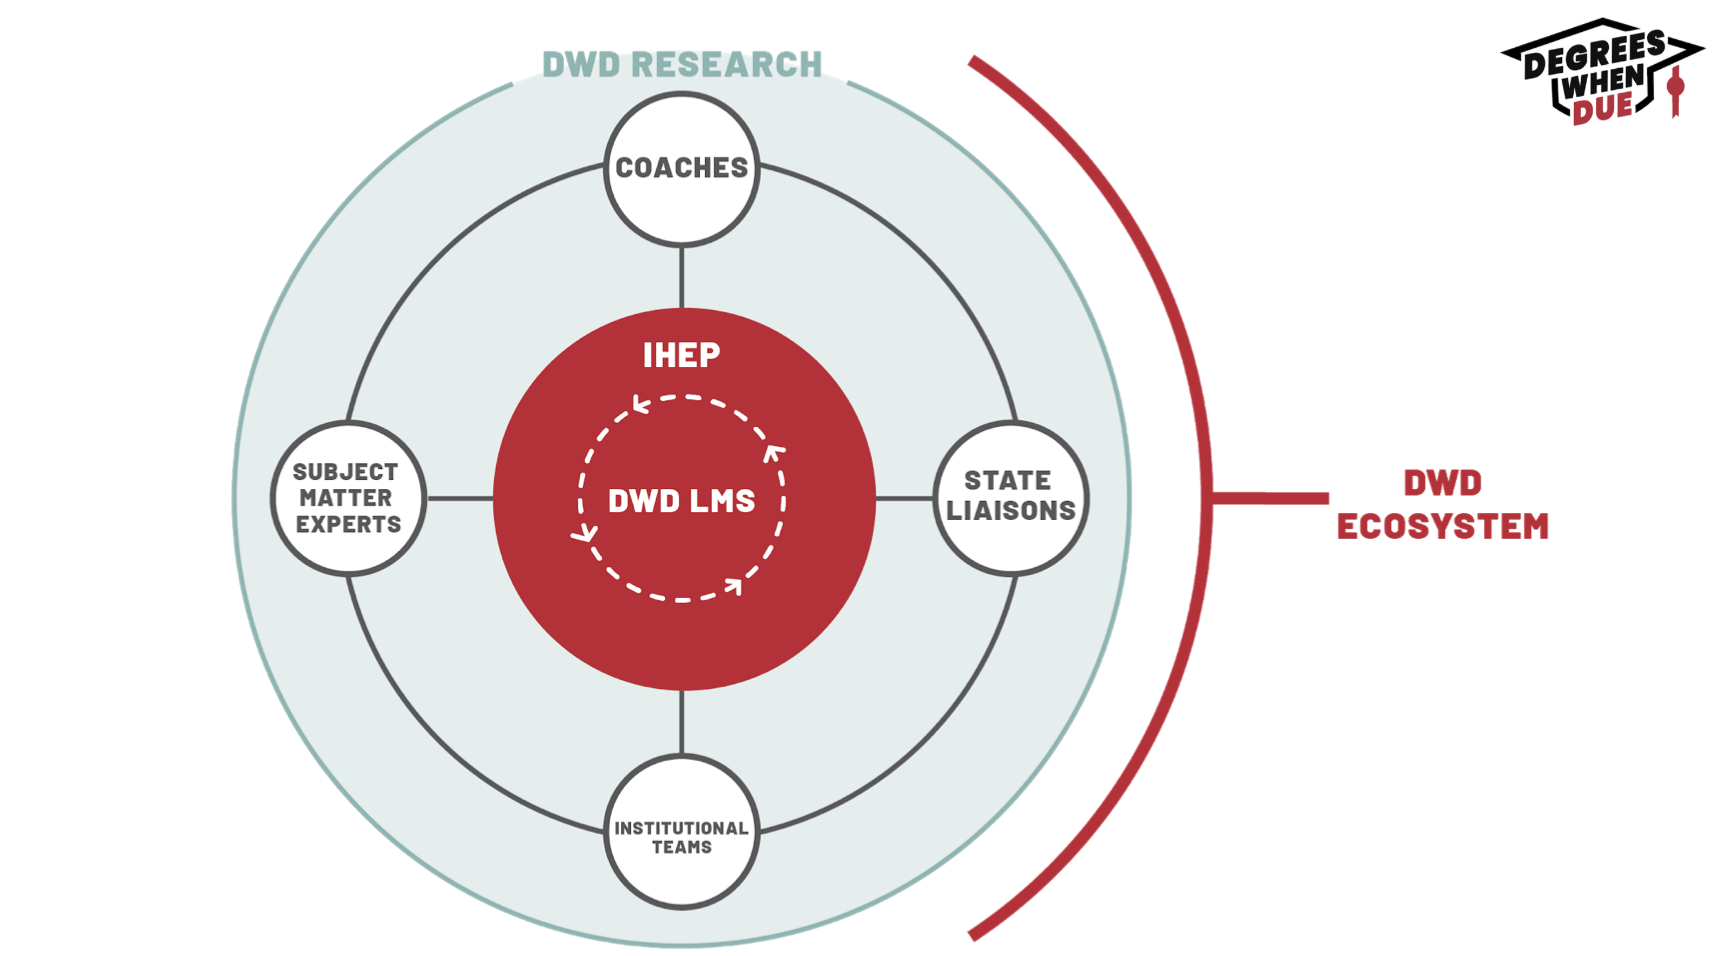 DWD RESEARCH
DEGREES
WHEN
DUE
COACHES
IHEP
SUBJECT
MATTER
EXPERTS
DWD LMS
STATE
LIAISONS
DWD
ECOSYSTEM
INSTITUTIONAL
TEAMS